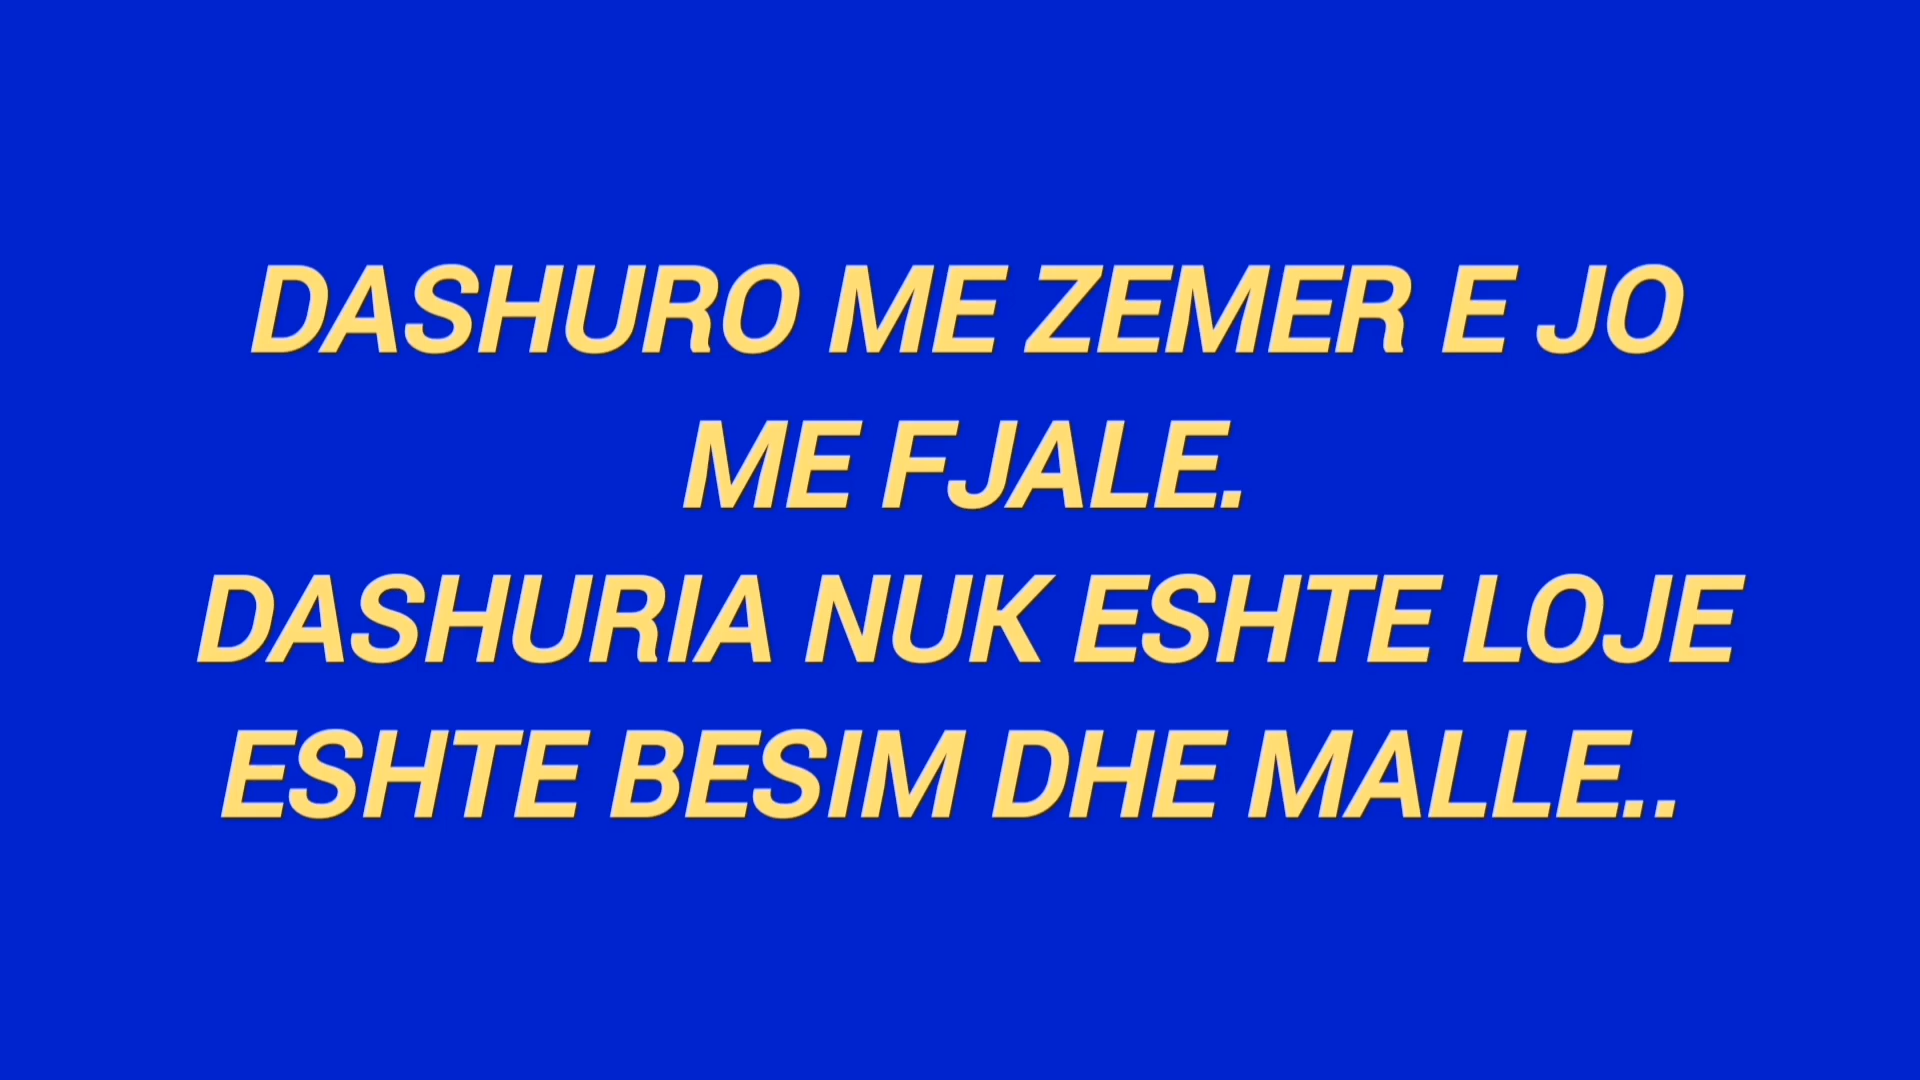 DASHURO ME ZEMER E JO
ME FJALE.
DASHURIA NUK ESHTE LOJE
ESHTE BESIM DHE MALLE..